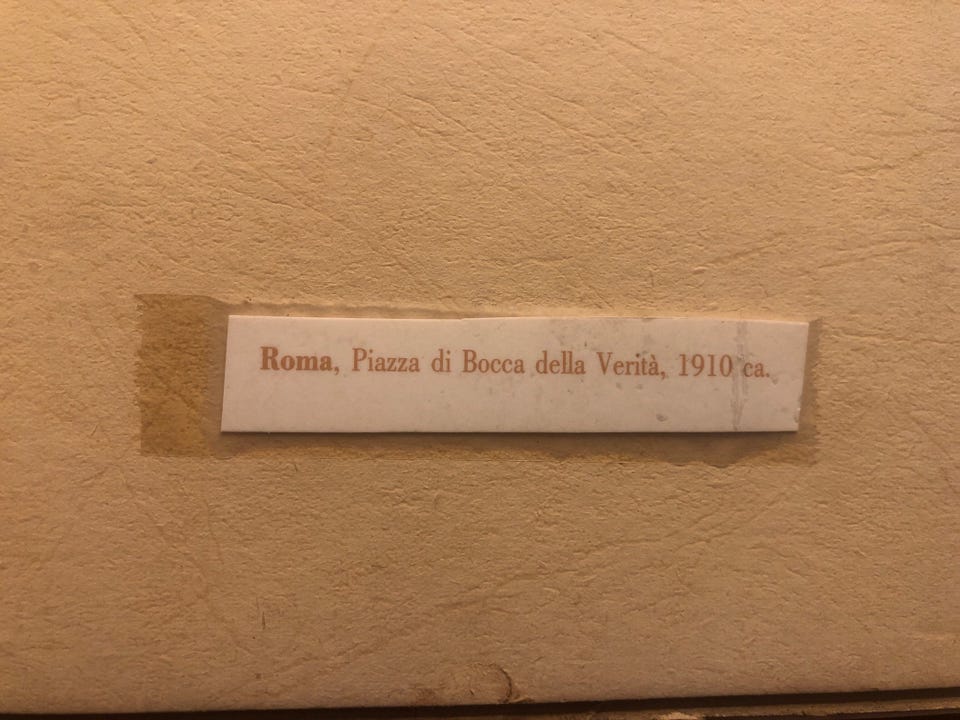 Roma, Piazza di Bocca della Verità, 1910 ca.